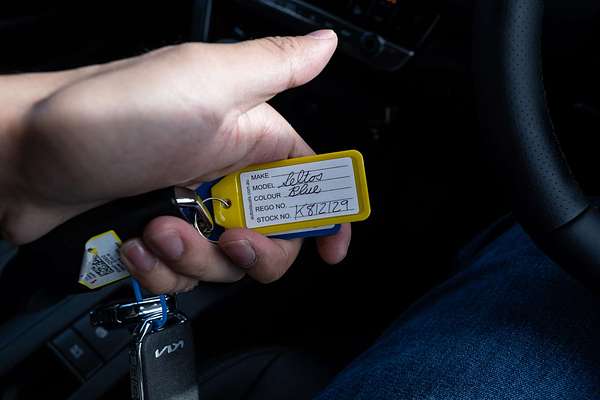 MAKE
MODEL Seltos
COLOUR Blue
REGO NO.
STOCK NO. K812129
KIA